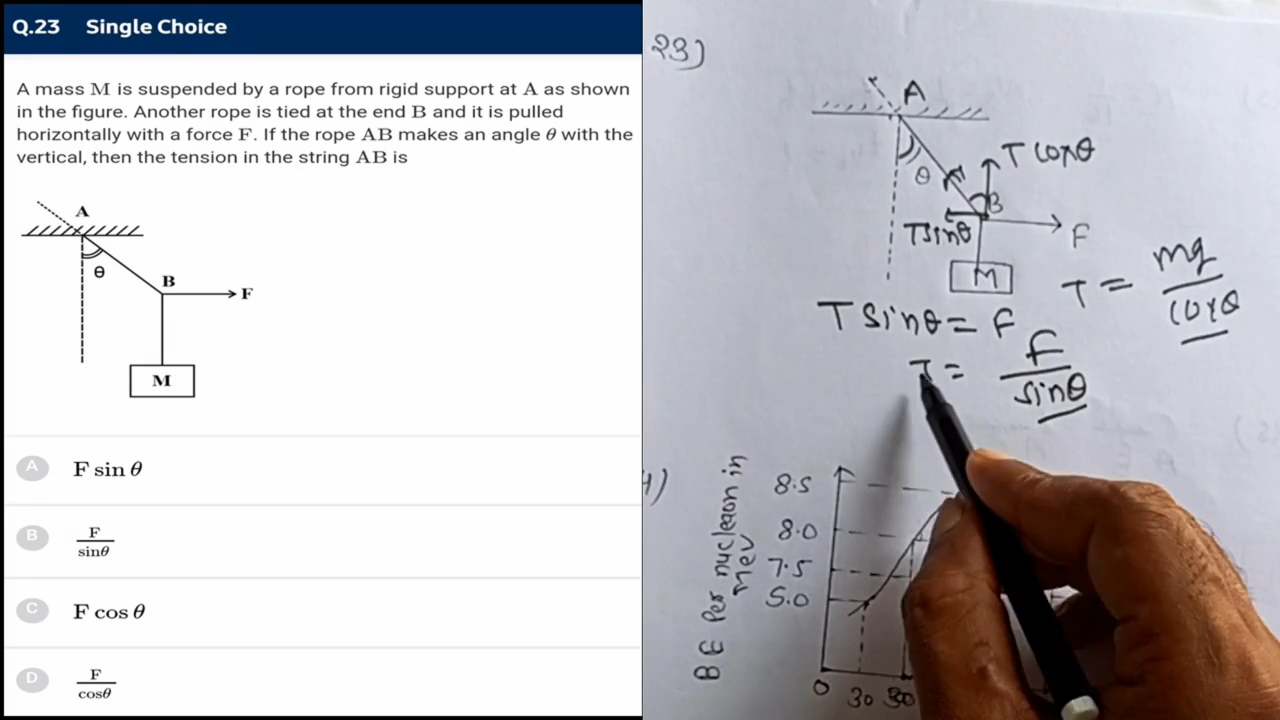 Q.23 Single Choice
A mass M is suspended by a rope from rigid support at A as shown
in the figure. Another rope is tied at the end B and it is pulled
horizontally with a force F. If the rope AB makes an angle θ with the
vertical, then the tension in the string AB is
A
θ
B
F
M
A F sin θ
B F/sinθ
C F cos θ
D F/cosθ
23)
A
T cosθ
θ
B
T sinθ
F
M
T = mg/cosθ
T sinθ = F
T = F/sinθ
4)
BE Per nucleon in
Mev
8.5
8.0
7.5
5.0
0 30